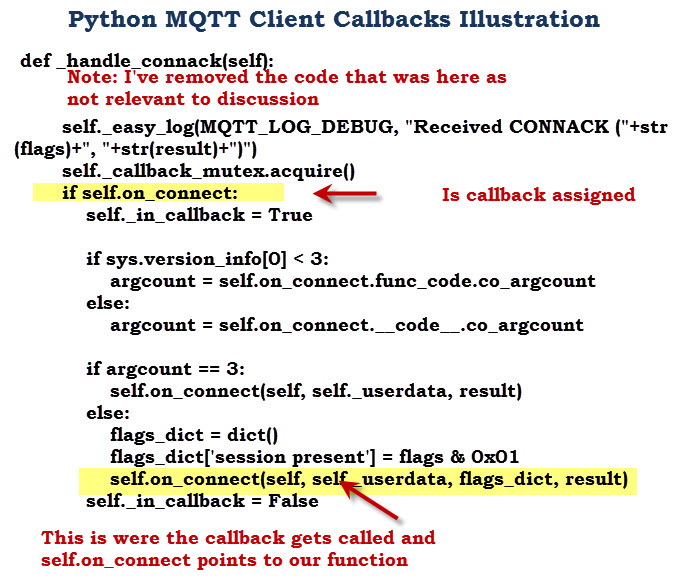 Python MQTT Client Callbacks Illustration
def _handle_connack(self):
Note: I've removed the code that was here as
not relevant to discussion
self._easy_log(MQTT_LOG_DEBUG, "Received CONNACK ("+str
(flags)+", "+str(result)+")")
self._callback_mutex.acquire()
if self.on_connect:
Is callback assigned
self._in_callback = True
if sys.version_info[0] < 3:
argcount = self.on_connect.func_code.co_argcount
else:
argcount = self.on_connect.__code__.co_argcount
if argcount == 3:
self.on_connect(self, self._userdata, result)
else:
flags_dict = dict()
flags_dict['session present'] = flags & 0x01
self.on_connect(self, self._userdata, flags_dict, result)
self._in_callback = False
This is were the callback gets called and
self.on_connect points to our function